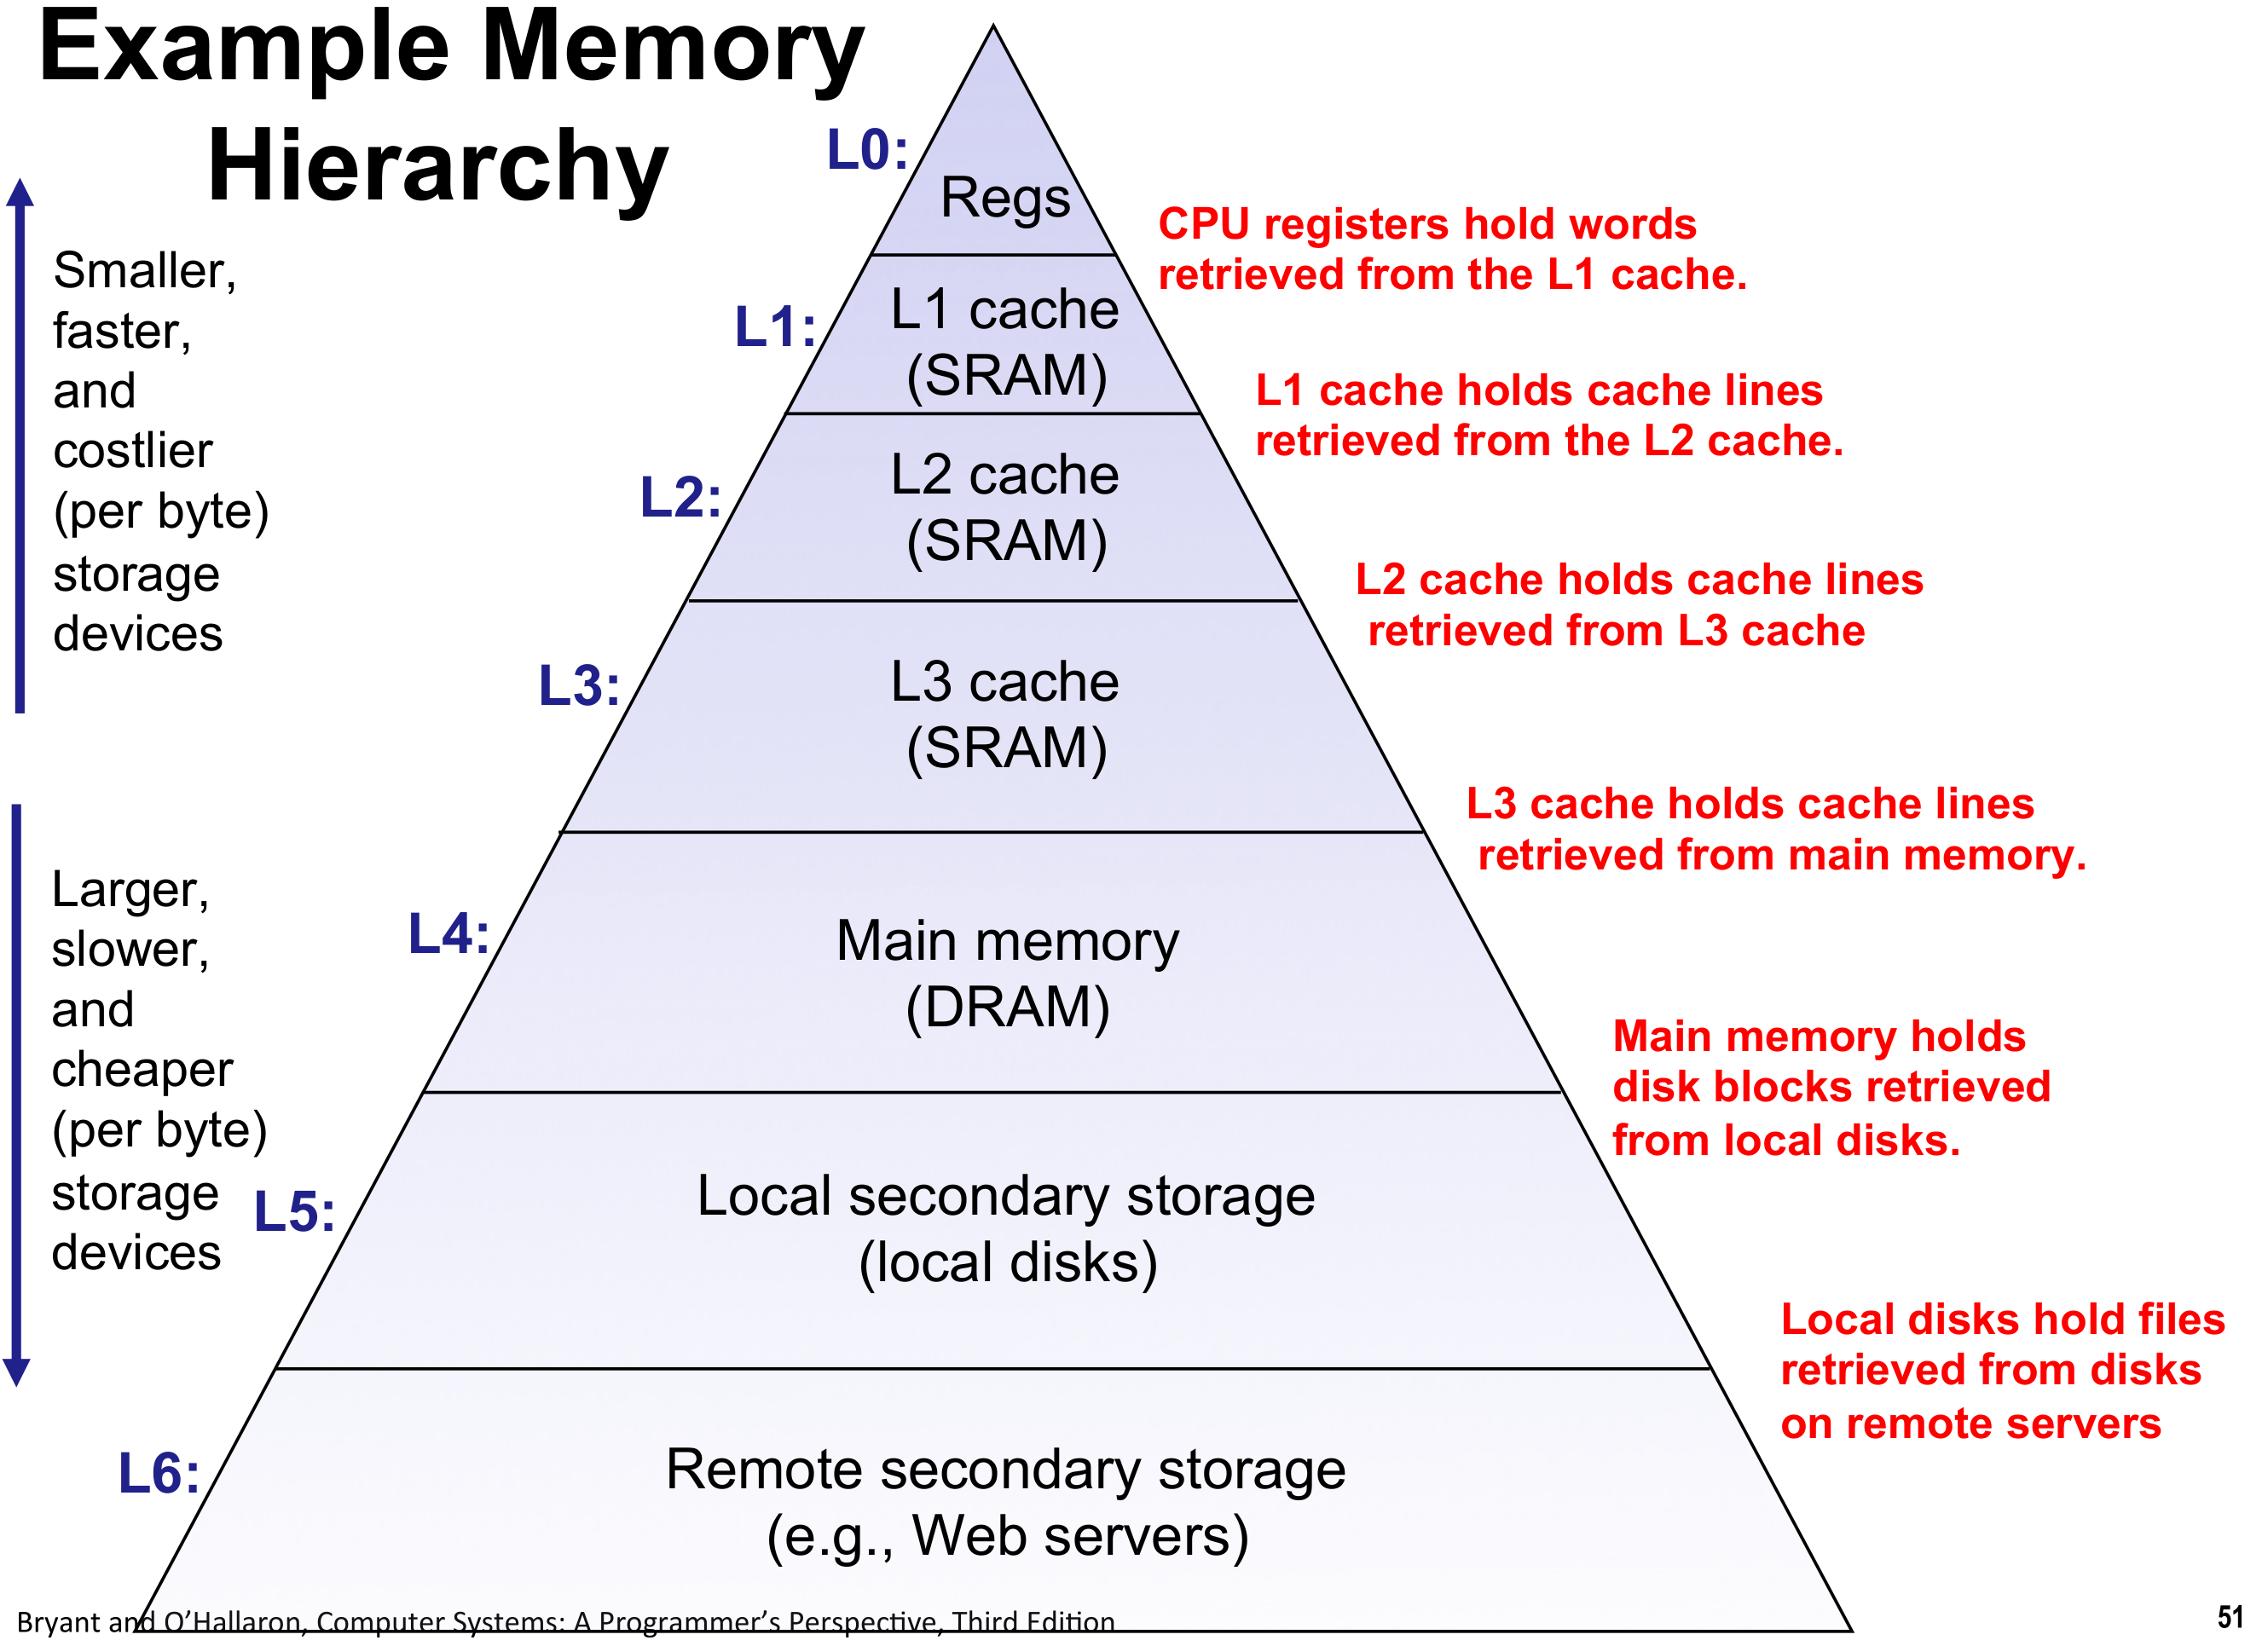 Example Memory
Hierarchy
Smaller,
faster,
and
costlier
(per byte)
storage
devices
Larger,
slower,
and
cheaper
(per byte)
storage
devices
L0:
Regs
CPU registers hold words
retrieved from the L1 cache.
L1:
L1 cache
(SRAM)
L1 cache holds cache lines
retrieved from the L2 cache.
L2:
L2 cache
(SRAM)
L2 cache holds cache lines
retrieved from L3 cache
L3:
L3 cache
(SRAM)
L3 cache holds cache lines
retrieved from main memory.
L4:
Main memory
(DRAM)
Main memory holds
disk blocks retrieved
from local disks.
L5:
Local secondary storage
(local disks)
Local disks hold files
retrieved from disks
on remote servers
L6:
Remote secondary storage
(e.g., Web servers)
Bryant and O’Hallaron, Computer Systems: A Programmer’s Perspective, Third Edition
51